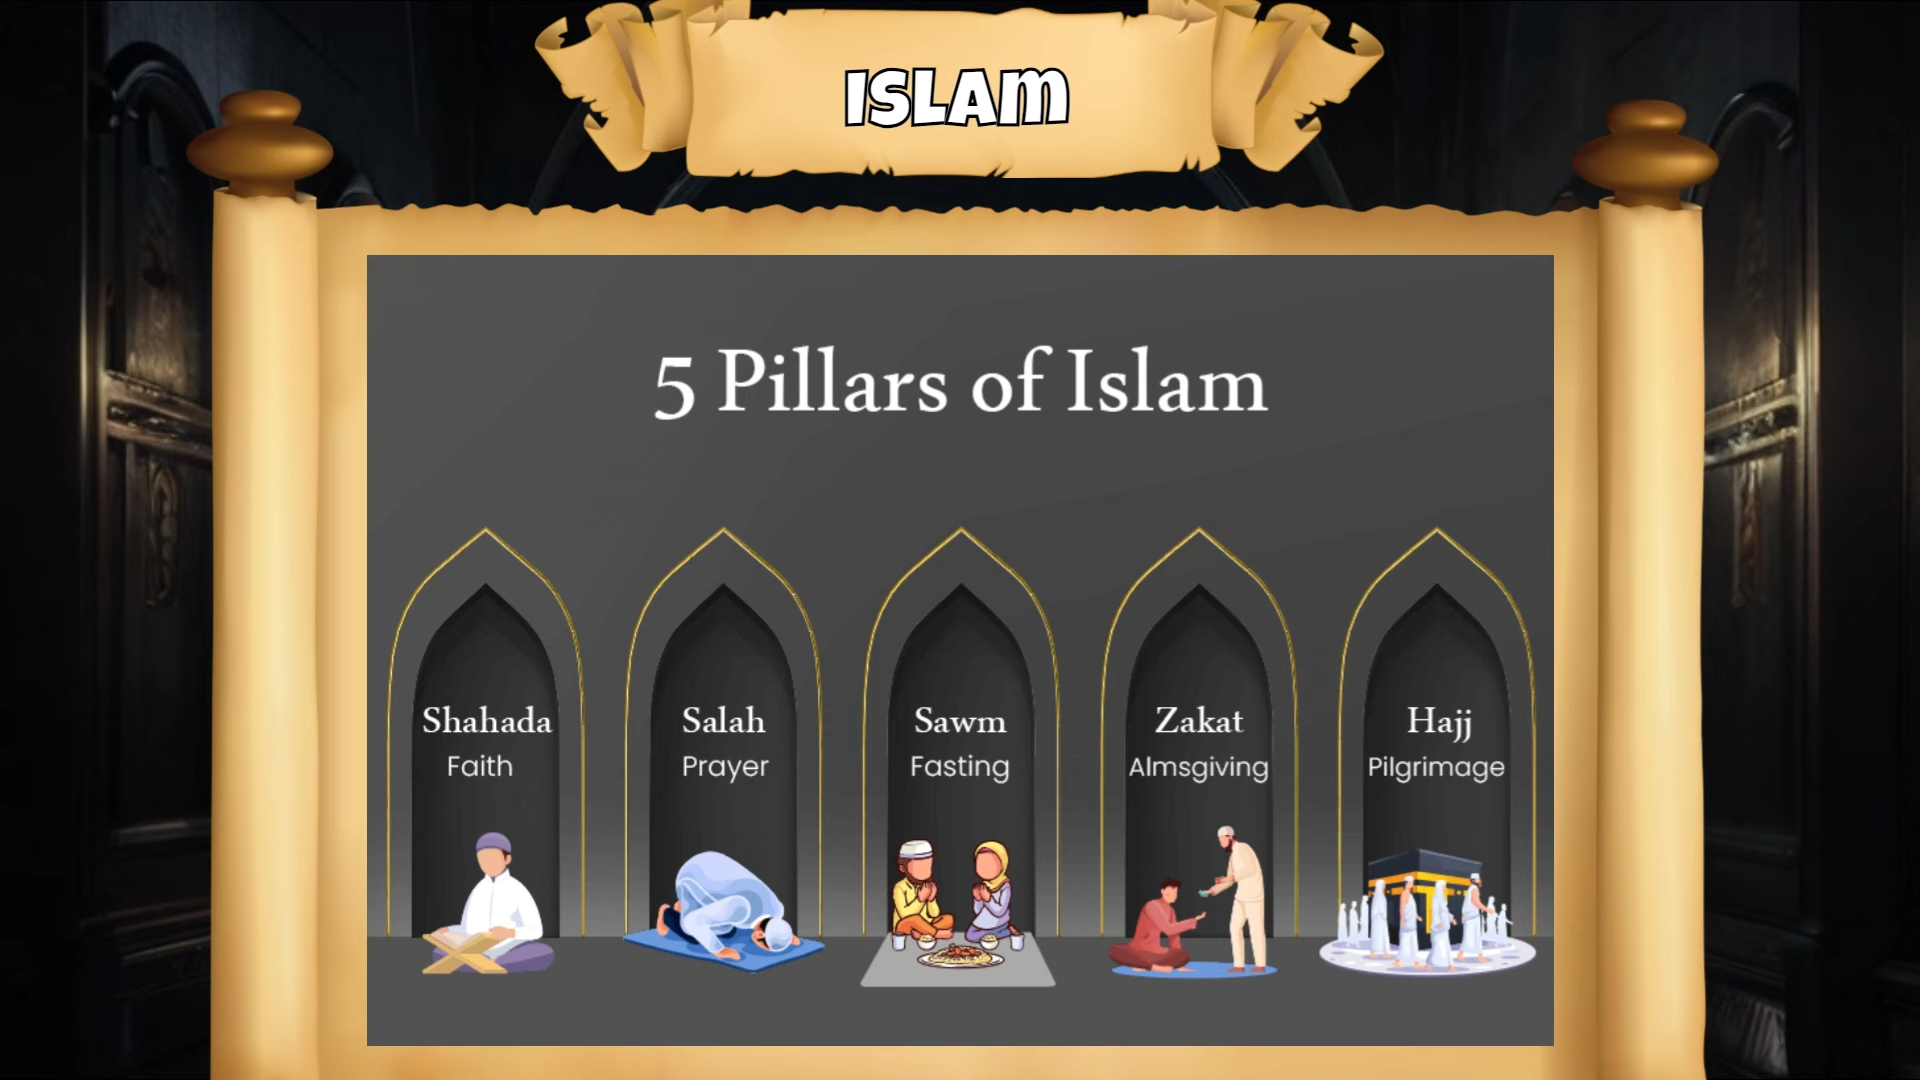 ISLAM
5 Pillars of Islam
Shahada
Faith
Salah
Prayer
Sawm
Fasting
Zakat
Almsgiving
Hajj
Pilgrimage